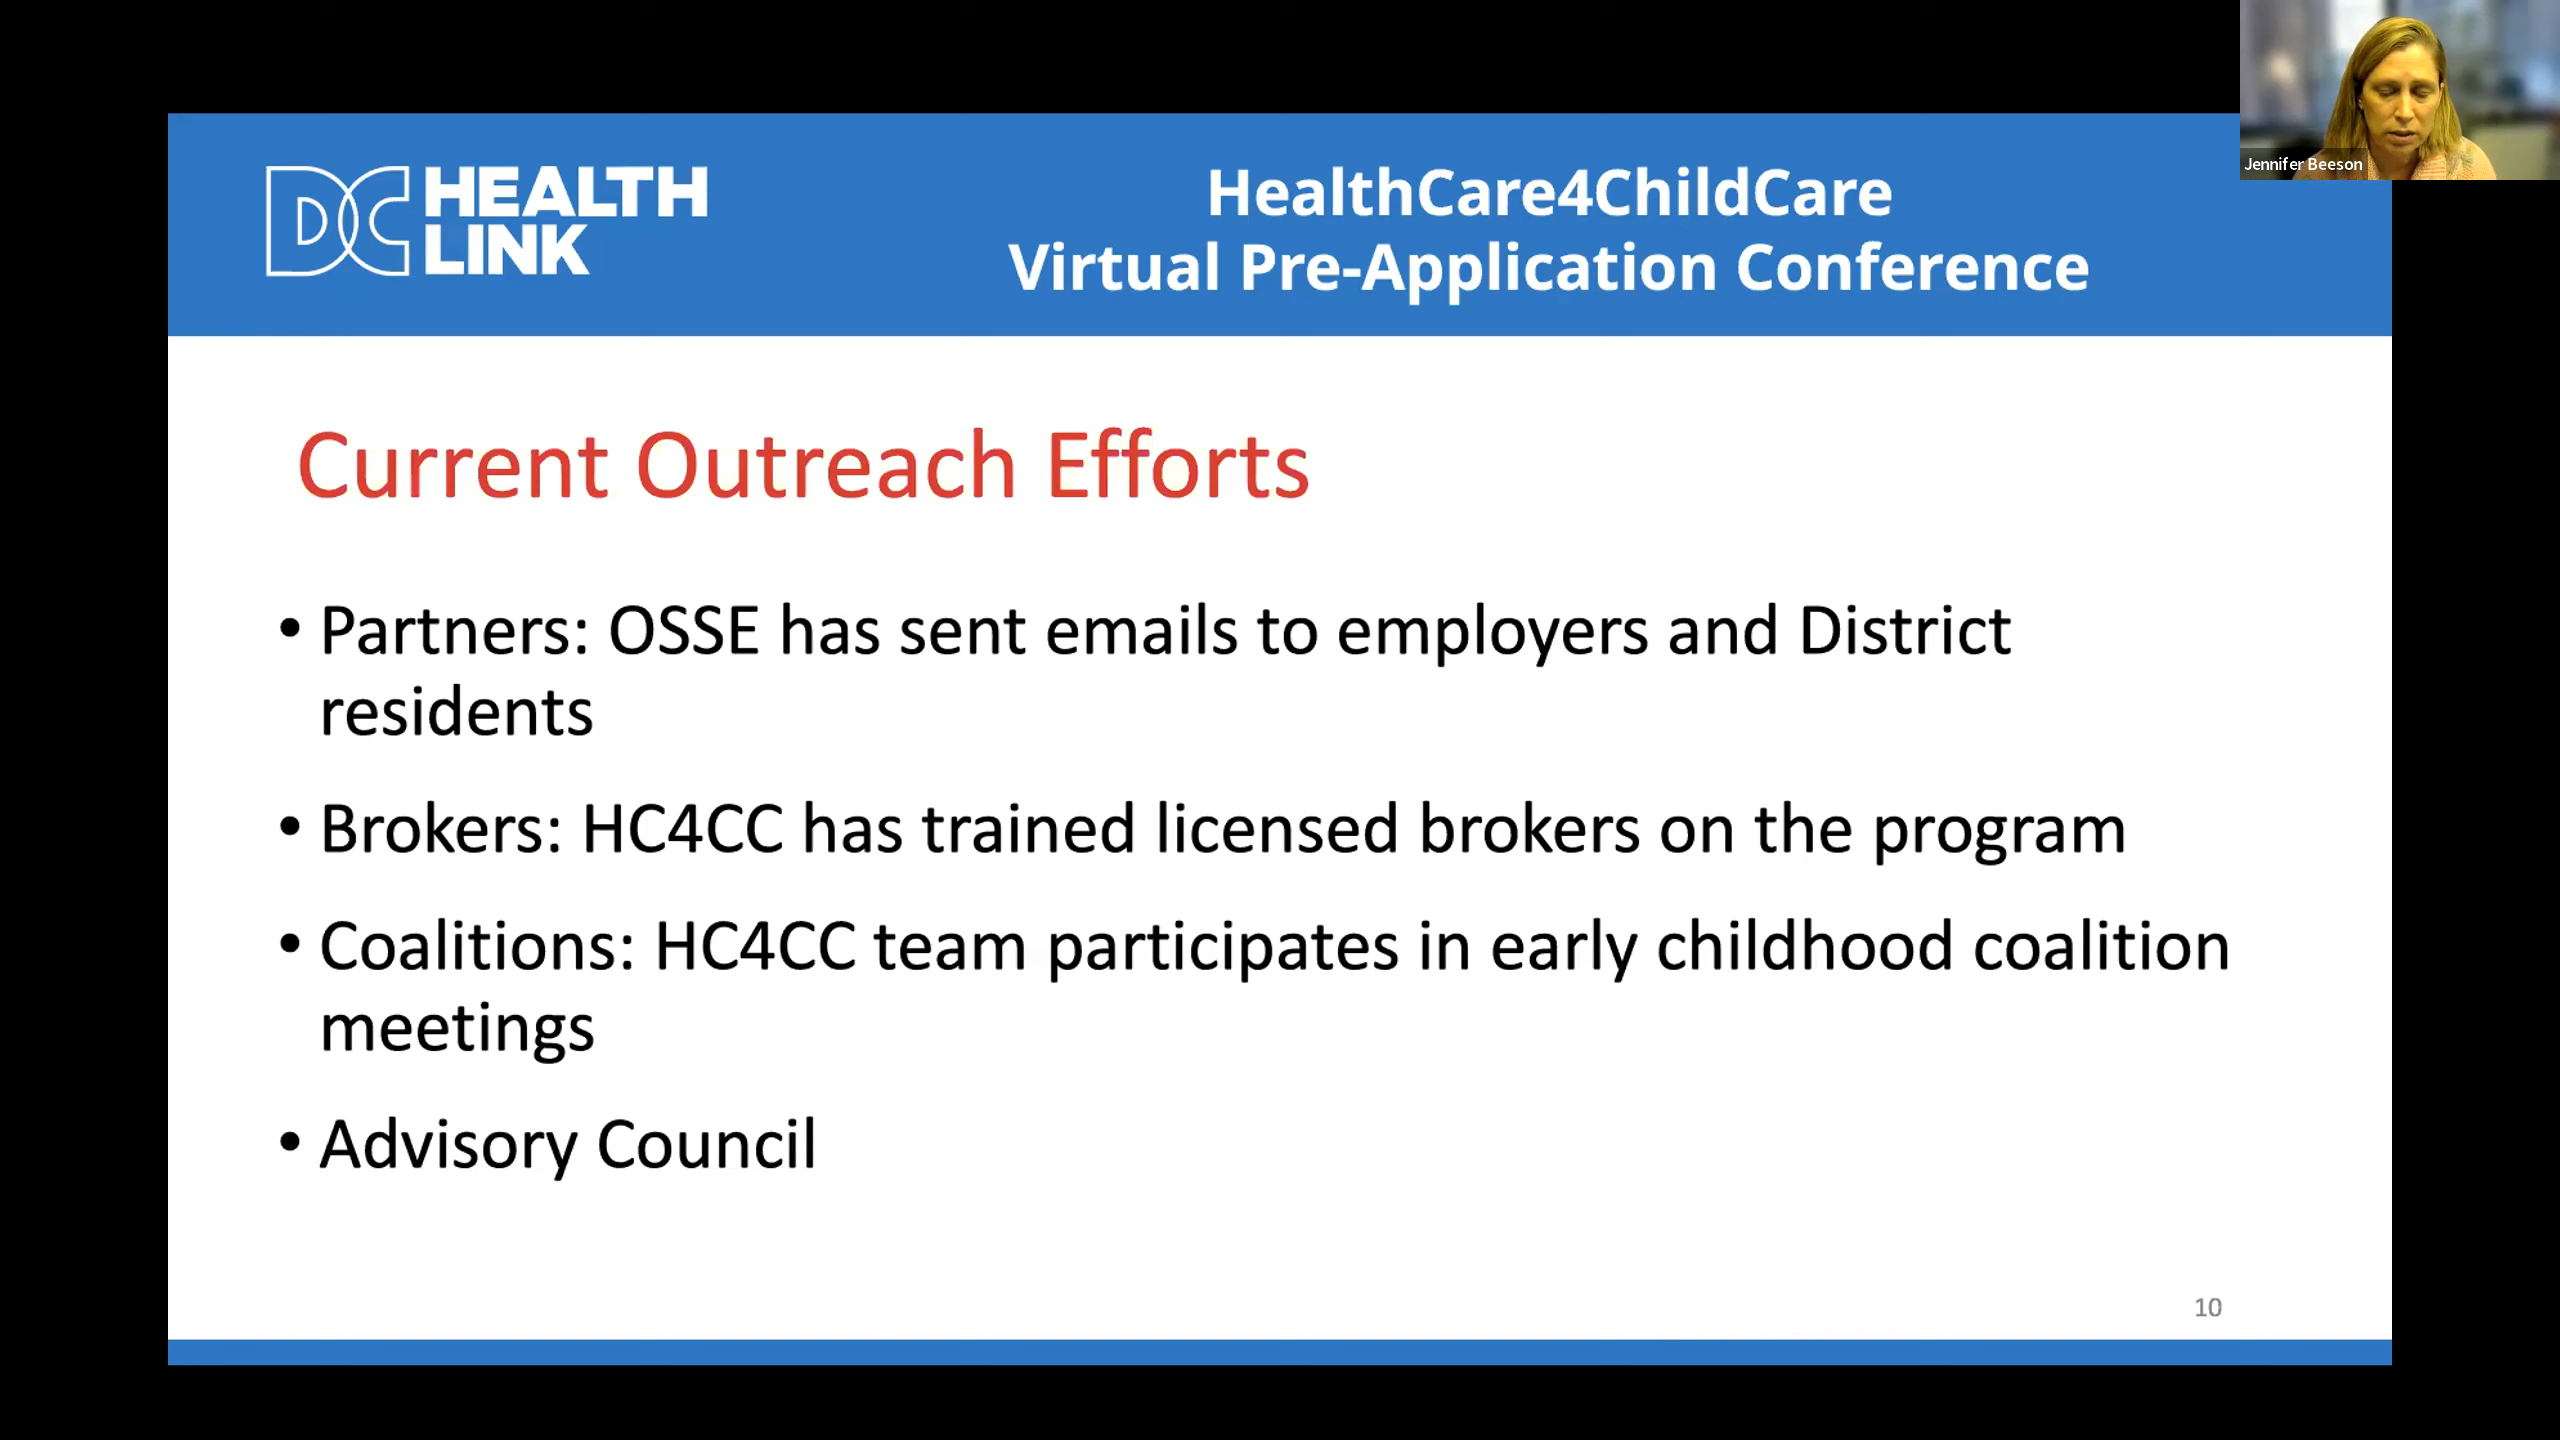 DC HEALTH
LINK
HealthCare4ChildCare
Virtual Pre-Application Conference
Jennifer Beeson
Current Outreach Efforts
• Partners: OSSE has sent emails to employers and District
residents
• Brokers: HC4CC has trained licensed brokers on the program
• Coalitions: HC4CC team participates in early childhood coalition
meetings
• Advisory Council
10